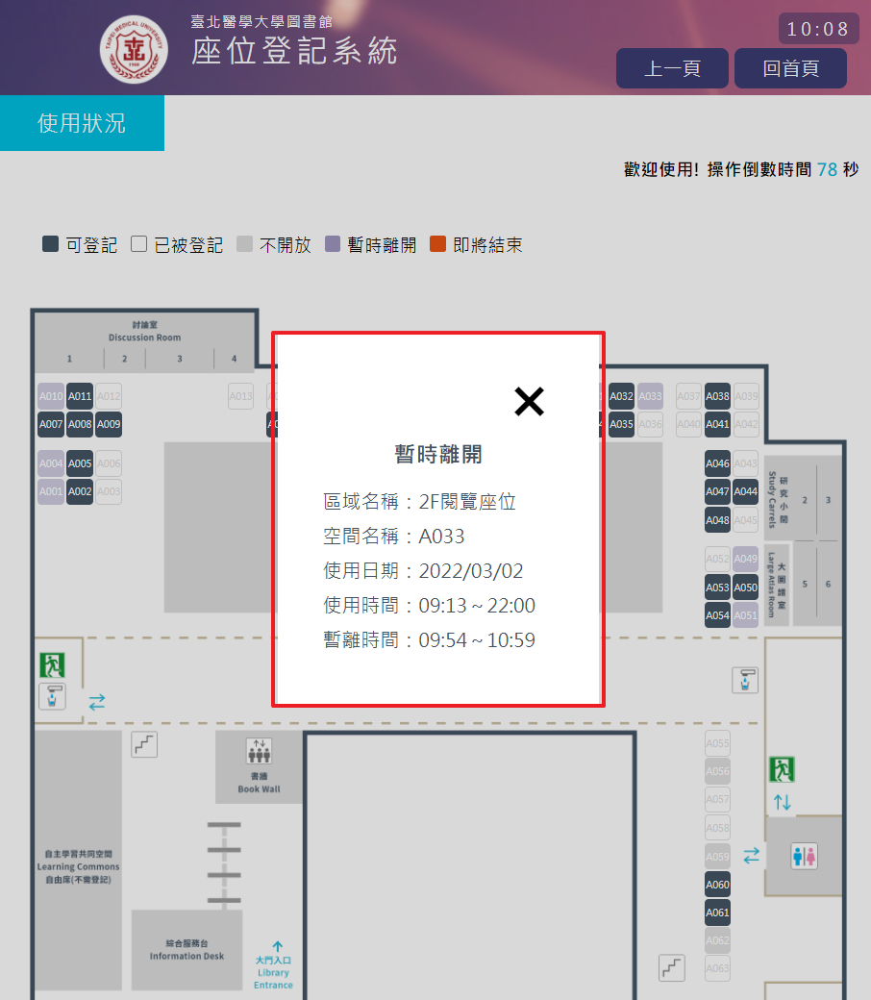 臺北醫學大學圖書館
座位登記系統
10:08
上一頁
回首頁
使用狀況
歡迎使用! 操作倒數時間 78 秒
可登記 已被登記 不開放 暫時離開 即將結束
討論室
Discussion Room
1 2 3 4
A010 A011 A012 A013
A032 A033 A037 A038 A039
A007 A008 A009
A035 A036 A040 A041 A042
A004 A005 A006
A001 A002 A003
暫時離開
區域名稱：2F閱覽座位
空間名稱：A033
使用日期：2022/03/02
使用時間：09:13～22:00
暫離時間：09:54～10:59
A046 A043
A047 A044
A048 A045
研究小間
Study Carrels
2 3
A052 A049
A053 A050
A054 A051
大圖譜室
Large Atlas Room
5 6
書牆
Book Wall
A055
A056
A057
A058
A059
A060
A061
A062
A063
自主學習共同空間
Learning Commons
自由席(不需登記)
綜合服務台
Information Desk
大門入口
Library
Entrance